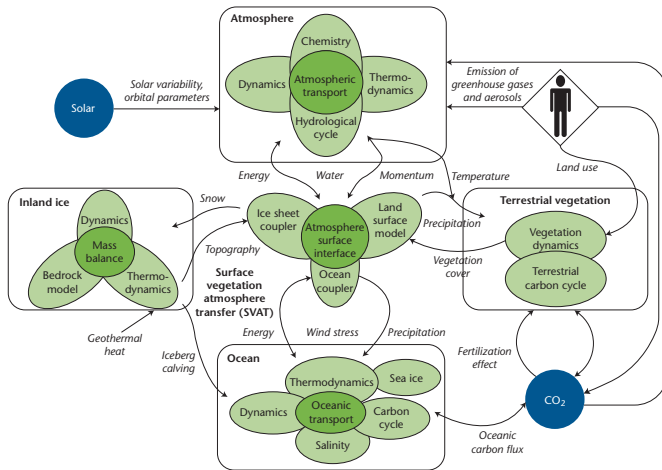 Atmosphere
Chemistry
Dynamics
Atmospheric
transport
Thermo-
dynamics
Hydrological
cycle
Solar
Solar variability,
orbital parameters
Emission of
greenhouse gases
and aerosols
Land use
Energy
Water
Momentum
Temperature
Inland ice
Dynamics
Mass
balance
Bedrock
model
Thermo-
dynamics
Snow
Topography
Geothermal
heat
Iceberg
calving
Ice sheet
coupler
Atmosphere
surface
interface
Land
surface
model
Ocean
coupler
Surface
vegetation
atmosphere
transfer (SVAT)
Precipitation
Vegetation
cover
Terrestrial vegetation
Vegetation
dynamics
Terrestrial
carbon cycle
Energy
Wind stress
Precipitation
Fertilization
effect
Ocean
Thermodynamics
Sea ice
Dynamics
Oceanic
transport
Carbon
cycle
Salinity
CO2
Oceanic
carbon flux